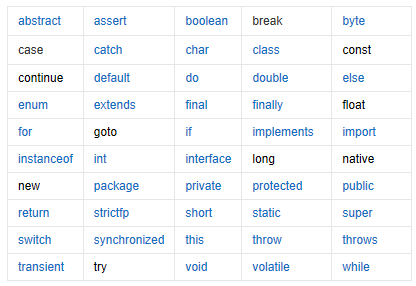 abstract assert boolean break byte
case catch char class const
continue default do double else
enum extends final finally float
for goto if implements import
instanceof int interface long native
new package private protected public
return strictfp short static super
switch synchronized this throw throws
transient try void volatile while